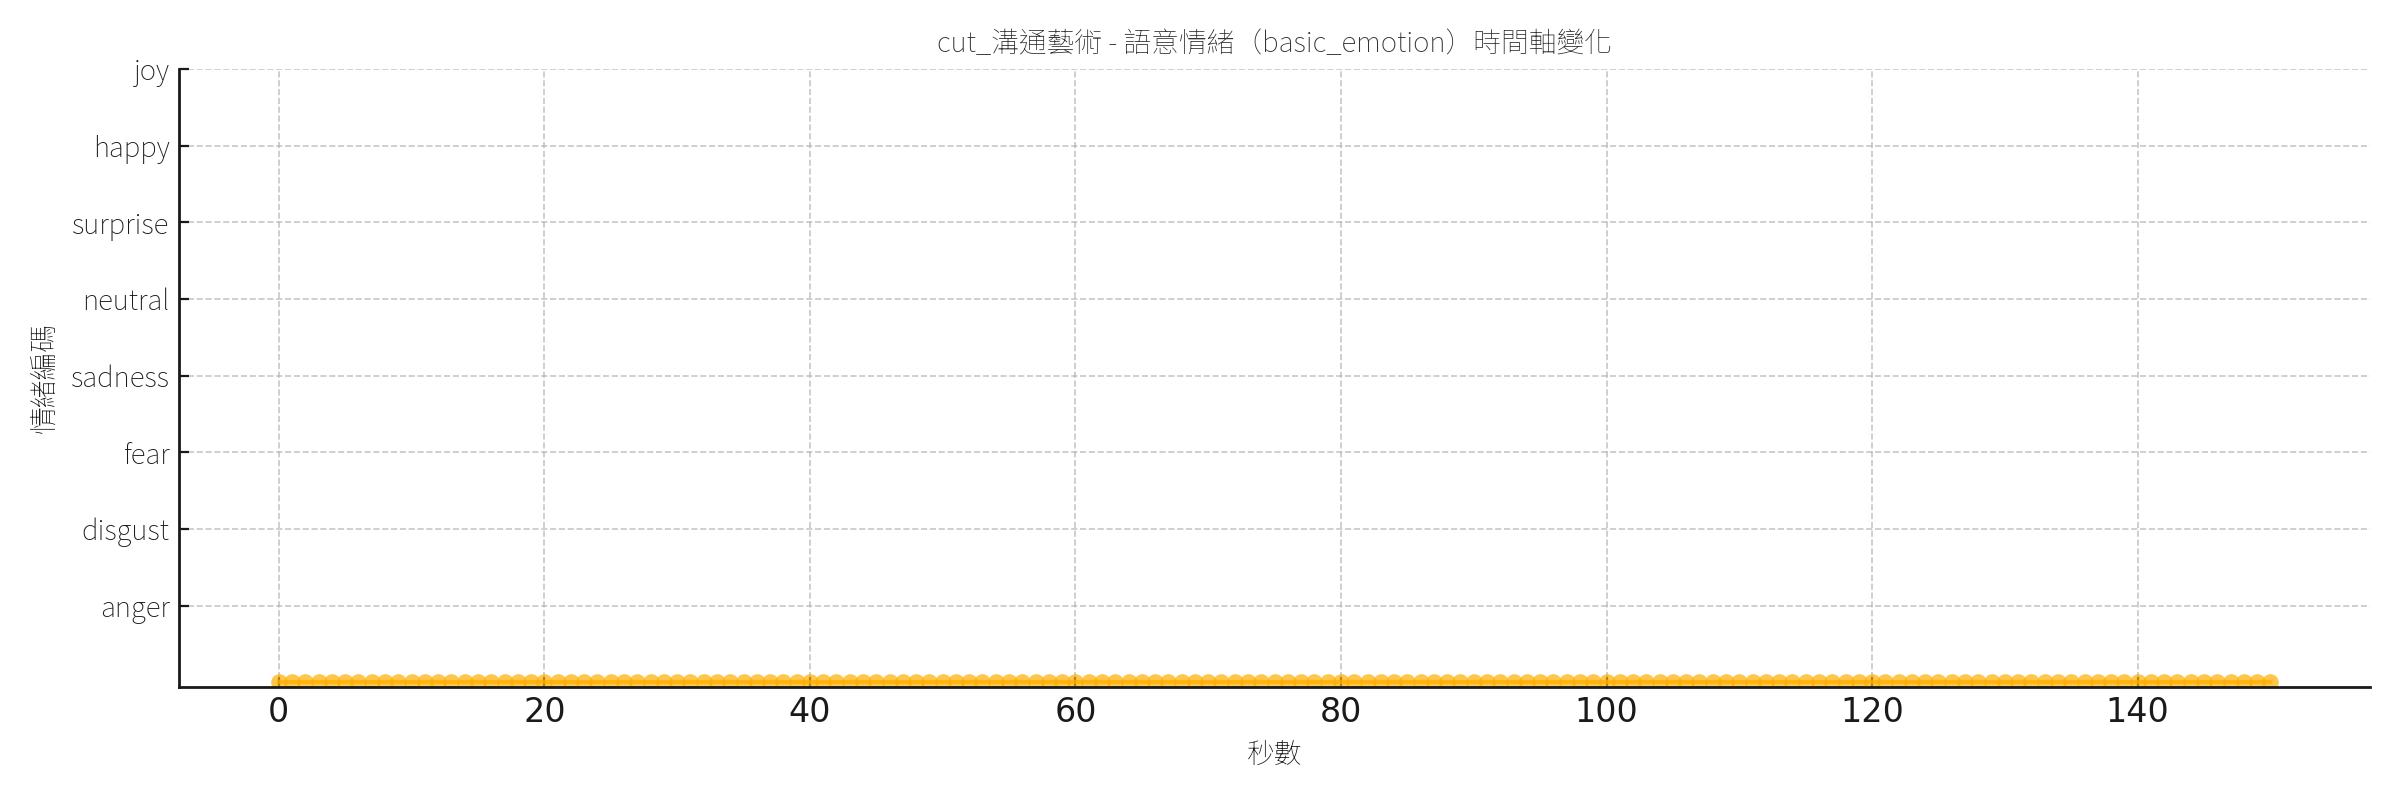 cut_溝通藝術 - 語意情緒（basic_emotion）時間軸變化
joy
happy
surprise
neutral
sadness
fear
disgust
anger
情緒編碼
0 20 40 60 80 100 120 140
秒數